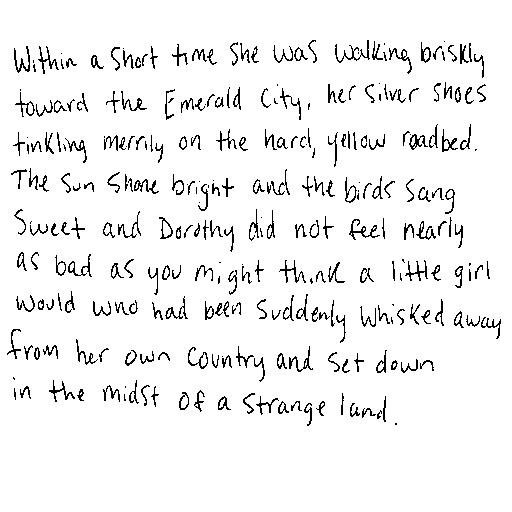 Within a short time she was walking briskly
toward the Emerald City, her silver shoes
tinkling merrily on the hard, yellow roadbed.
The sun shone bright and the birds sang
sweet and Dorothy did not feel nearly
as bad as you might think a little girl
would who had been suddenly whisked away
from her own country and set down
in the midst of a strange land.